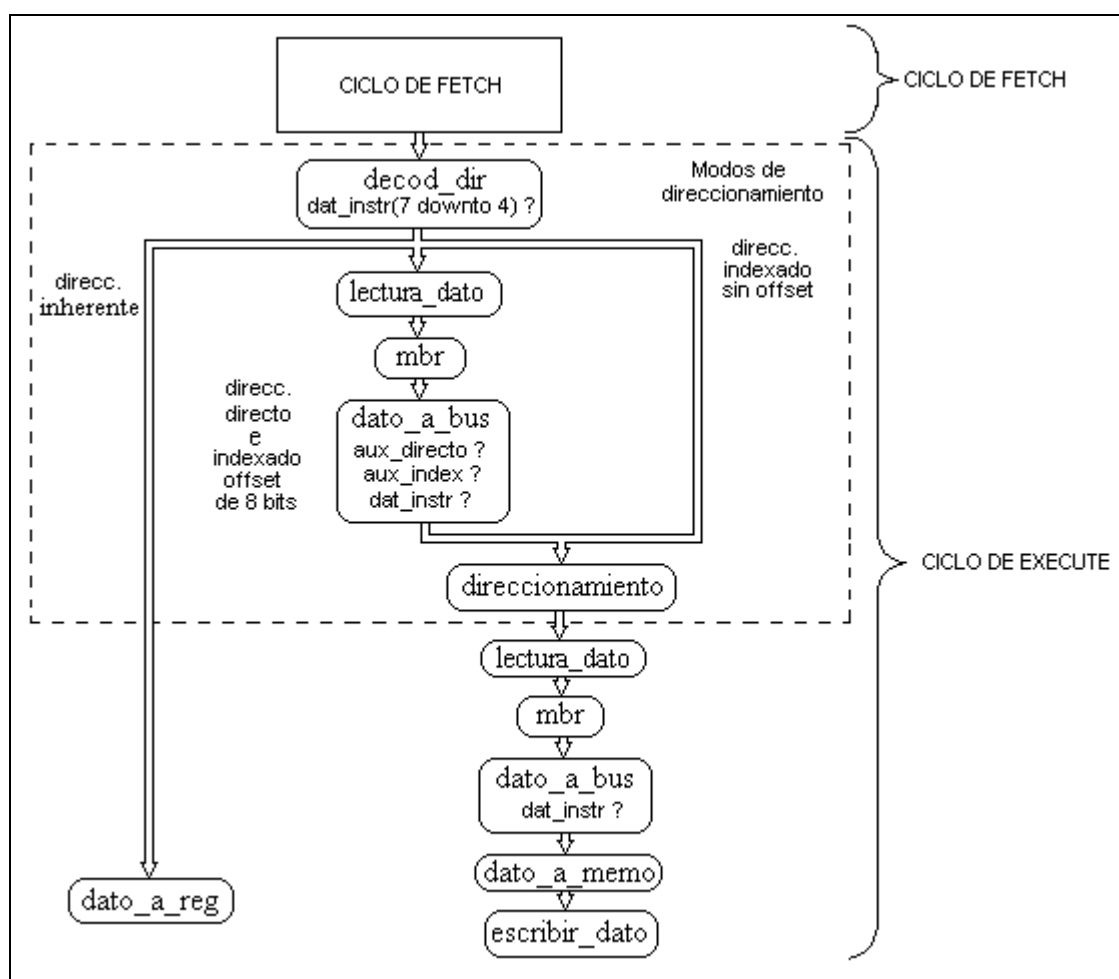 CICLO DE FETCH
CICLO DE FETCH
decod_dir
dat_instr(7 downto 4) ?
Modos de
direccionamiento
direcc.
inherente
lectura_dato
direcc.
indexado
sin offset
mbr
direcc.
directo
e
indexado
offset
de 8 bits
dato_a_bus
aux_directo ?
aux_index ?
dat_instr ?
direccionamiento
CICLO DE EXECUTE
lectura_dato
mbr
dato_a_bus
dat_instr ?
dato_a_memo
dato_a_reg
escribir_dato